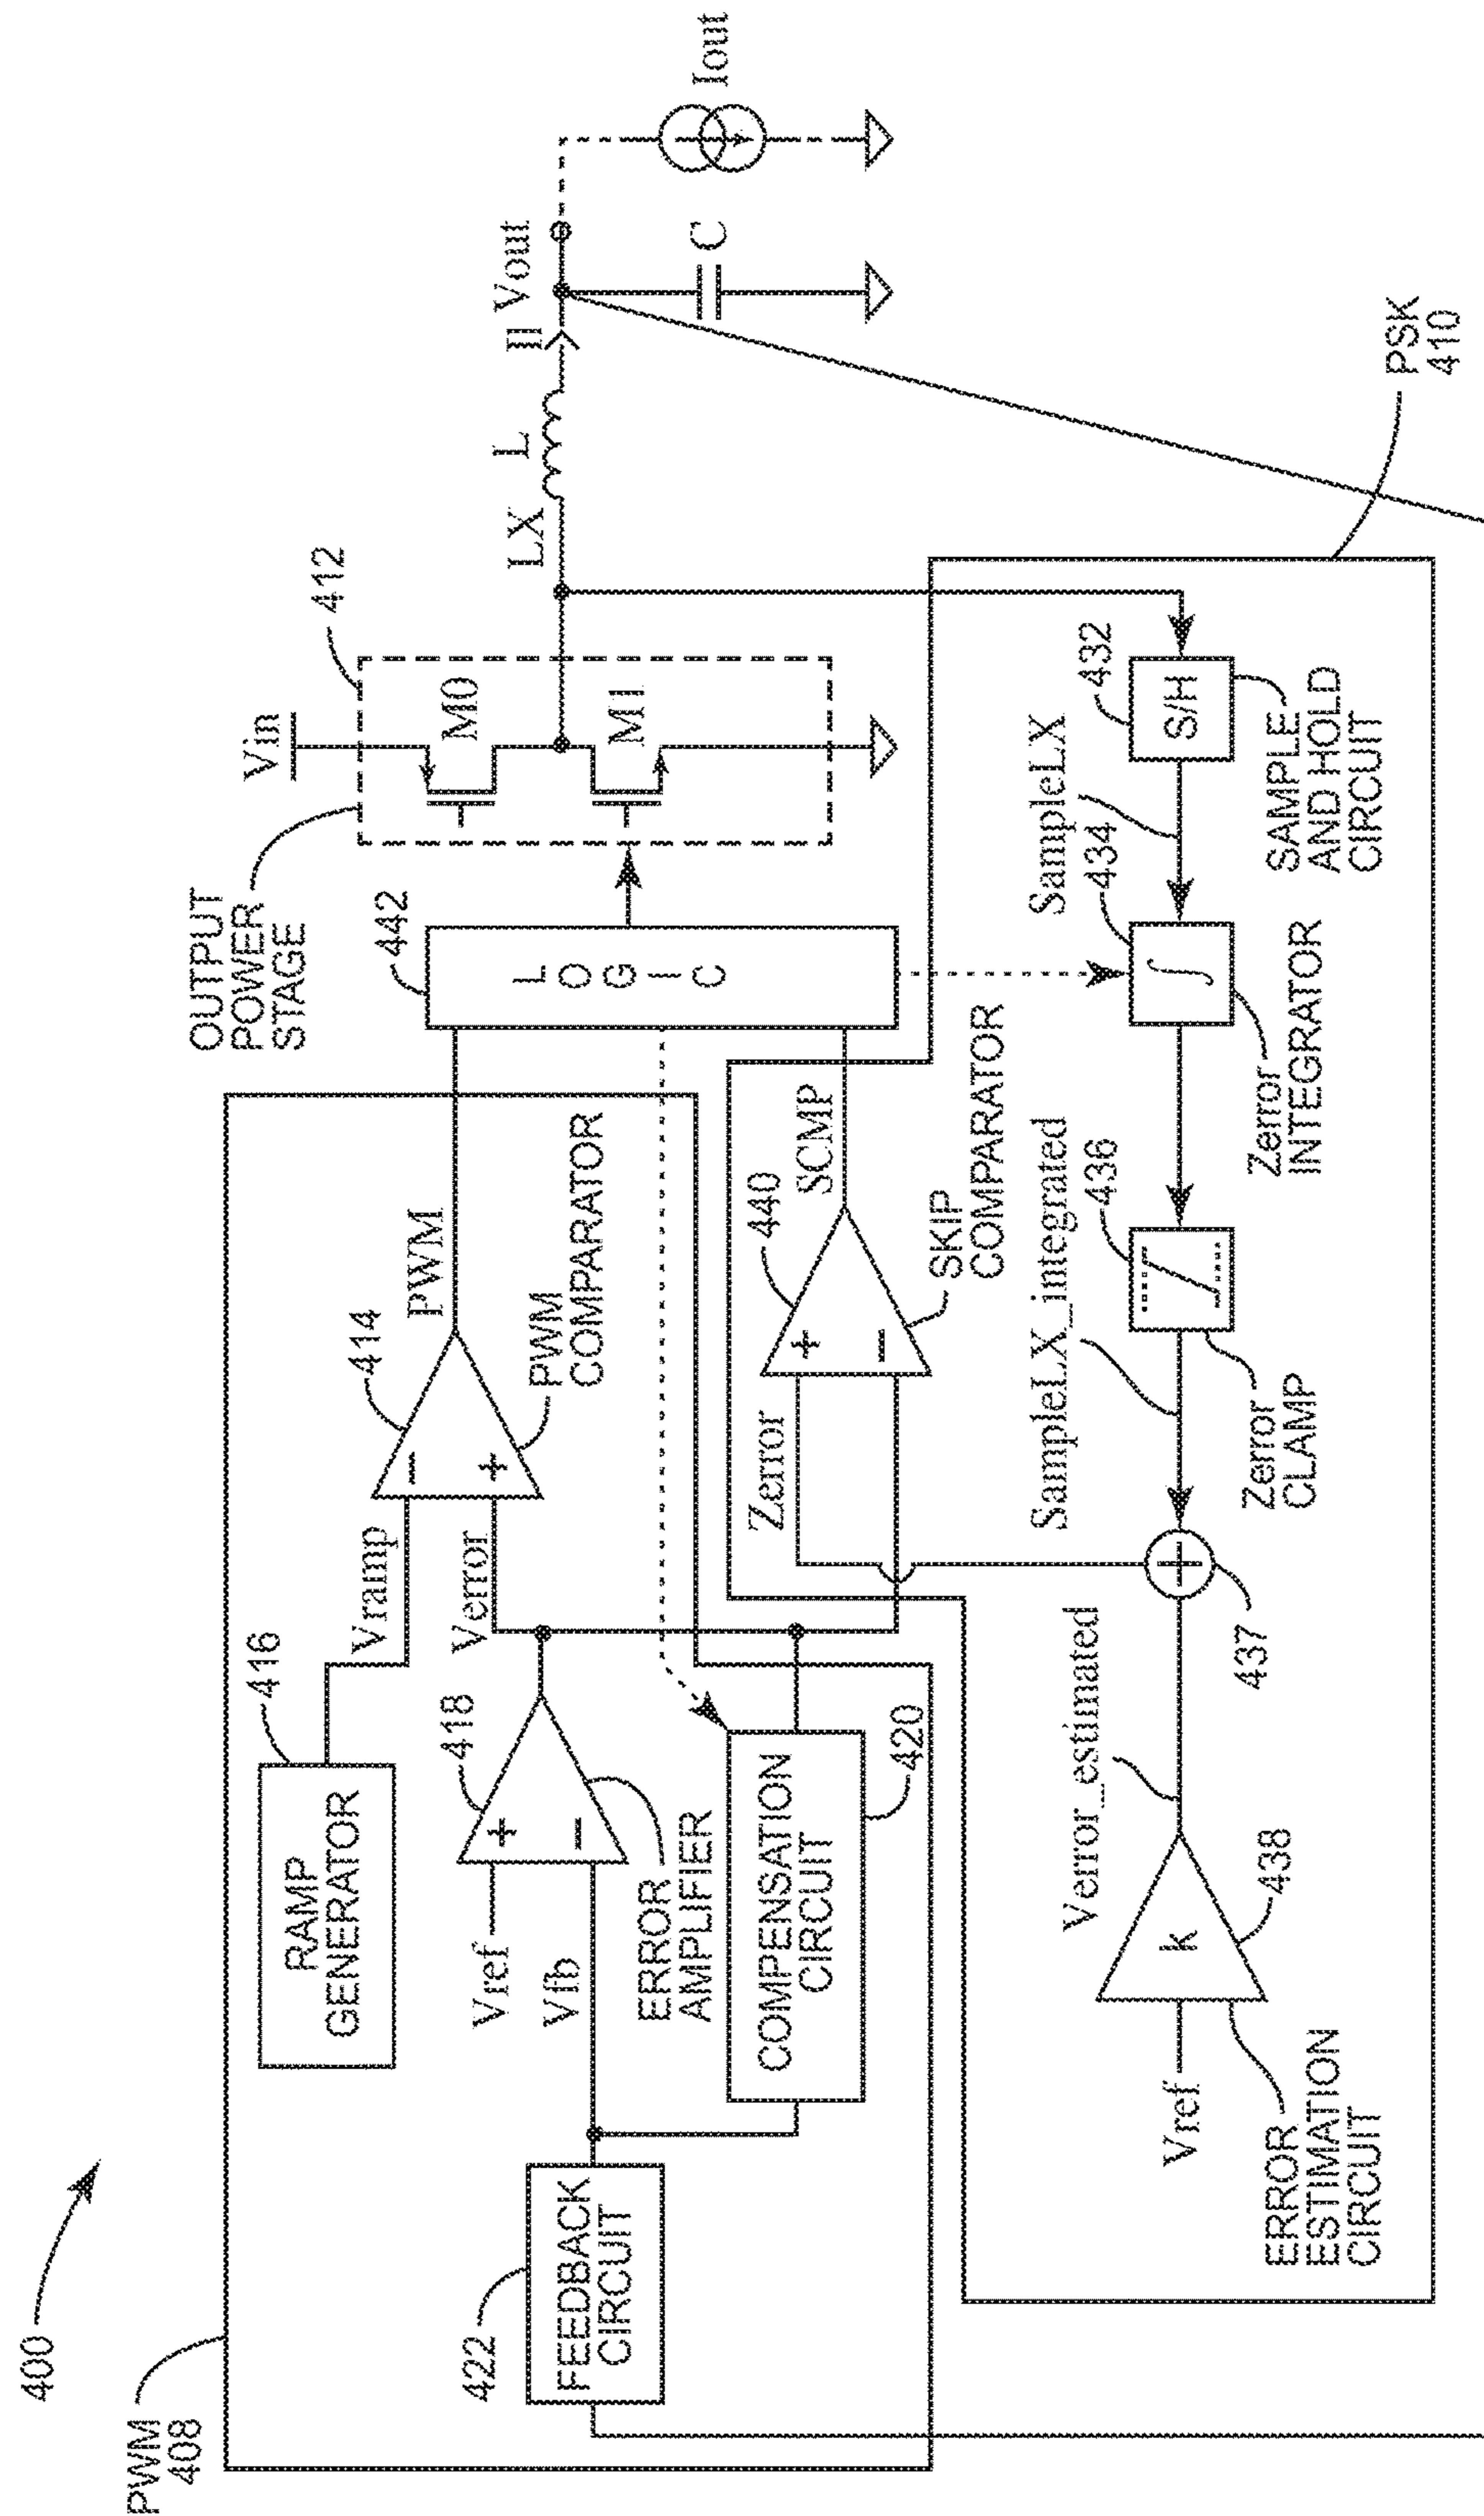 400
PWM
408
416
RAMP
GENERATOR
Vramp
Verror
414
PWM
PWM
COMPARATOR
418
Vref
Vfb
ERROR
AMPLIFIER
422
FEEDBACK
CIRCUIT
COMPENSATION
CIRCUIT
420
OUTPUT
POWER
STAGE
442
LOGIC
412
Vin
M0
M1
LX
L
Il
Vout
C
Iout
Zerror
440
SCMP
SKIP
COMPARATOR
PSK
410
Vref
k
438
ERROR
ESTIMATION
CIRCUIT
Verror_estimated
437
SampleLX_integrated
436
Zerror
CLAMP
434
∫
Zerror
INTEGRATOR
SampleLX
432
S/H
SAMPLE
AND HOLD
CIRCUIT